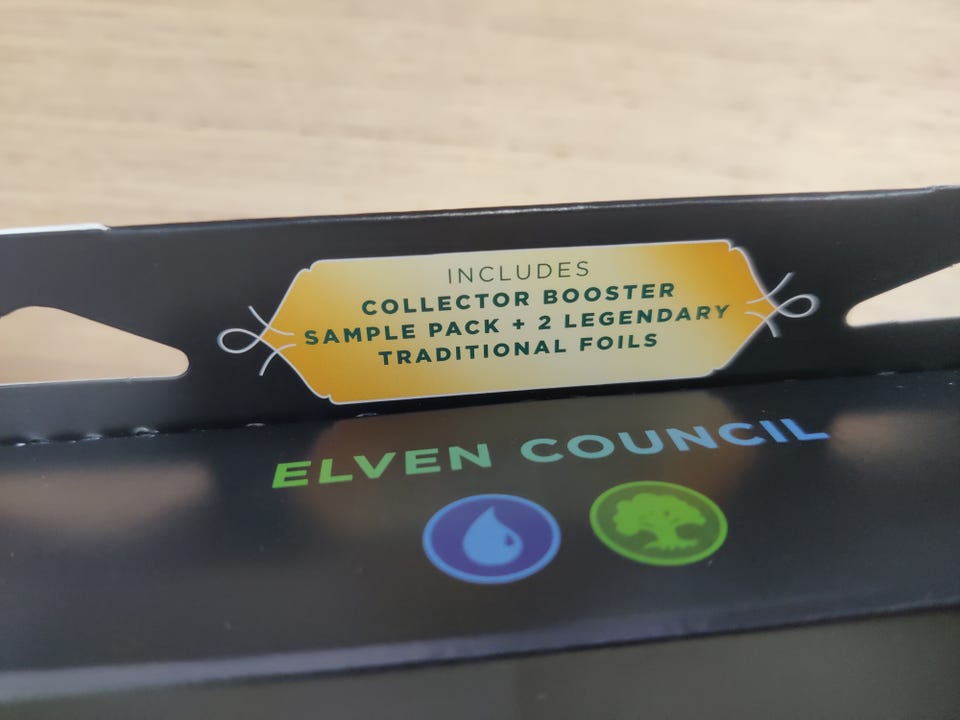 INCLUDES
COLLECTOR BOOSTER
SAMPLE PACK + 2 LEGENDARY
TRADITIONAL FOILS
ELVEN COUNCIL